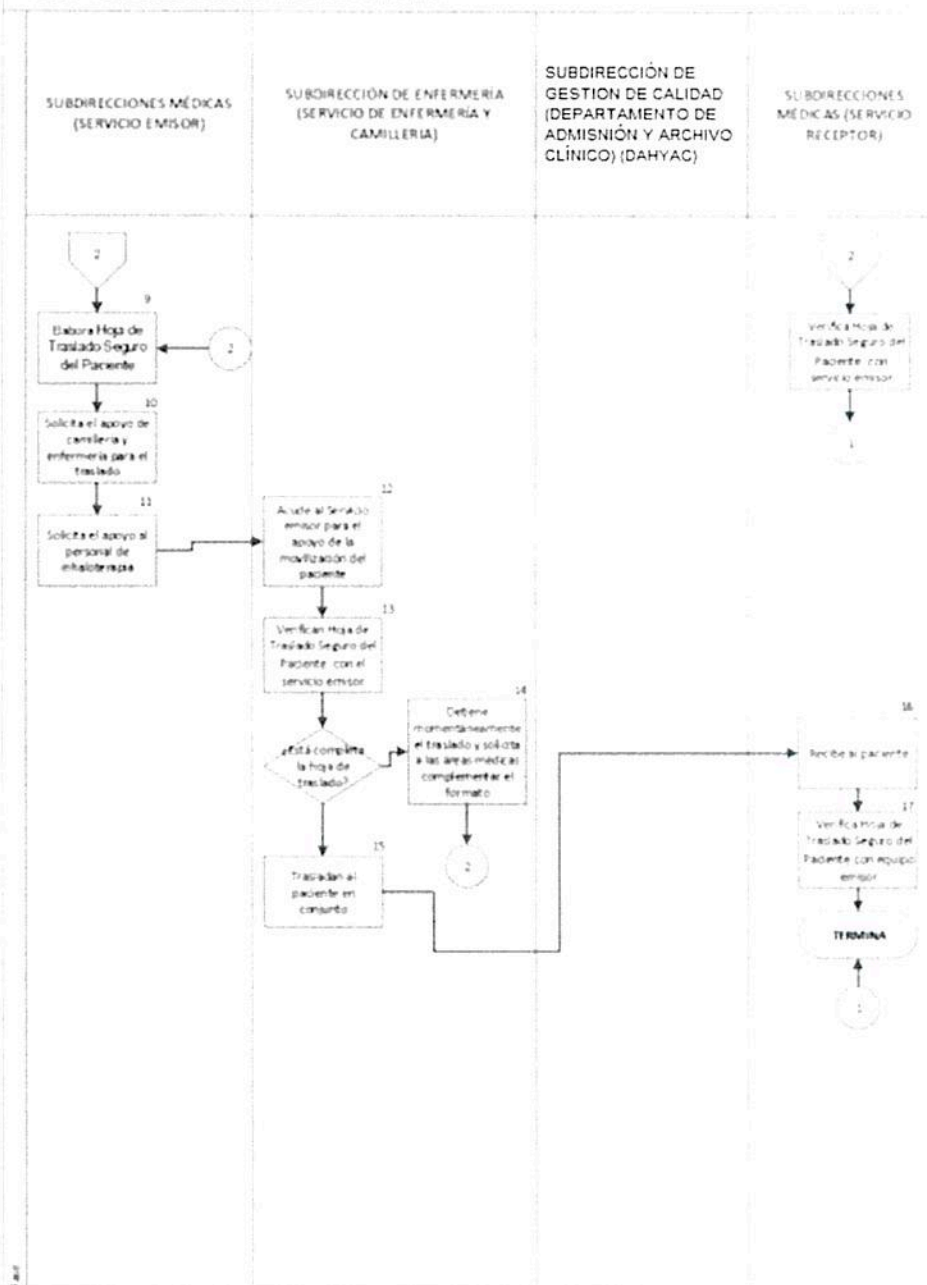 SUBDIRECCIONES MÉDICAS
(SERVICIO EMISOR)
SUBDIRECCIÓN DE ENFERMERÍA
(SERVICIO DE ENFERMERÍA Y
CAMILLERIA)
SUBDIRECCIÓN DE
GESTION DE CALIDAD
(DEPARTAMENTO DE
ADMISNIÓN Y ARCHIVO
CLÍNICO) (DAHYAC)
SUBDIRECCIONES
MÉDICAS (SERVICIO
RECEPTOR)
2
9
Elabora Hoja de
Traslado Seguro
del Paciente
2
10
Solicita el apoyo de
camillería y
enfermería para el
traslado
11
Solicita el apoyo al
personal de
inhaloterapia
12
Acude al Servicio
emisor para el
apoyo de la
movilización del
paciente
13
Verifican Hoja de
Traslado Seguro del
Paciente con el
servicio emisor
¿Está completa
la hoja de
traslado?
14
Detiene
momentáneamente
el traslado y solicita
a las áreas médicas
complementar el
formato
2
15
Trasladan al
paciente en
conjunto
2
Verifica Hoja de
Traslado Seguro del
Paciente con
servicio emisor
1
16
Recibe al paciente
17
Verifica Hoja de
Traslado Seguro del
Paciente con equipo
emisor
TERMINA
1